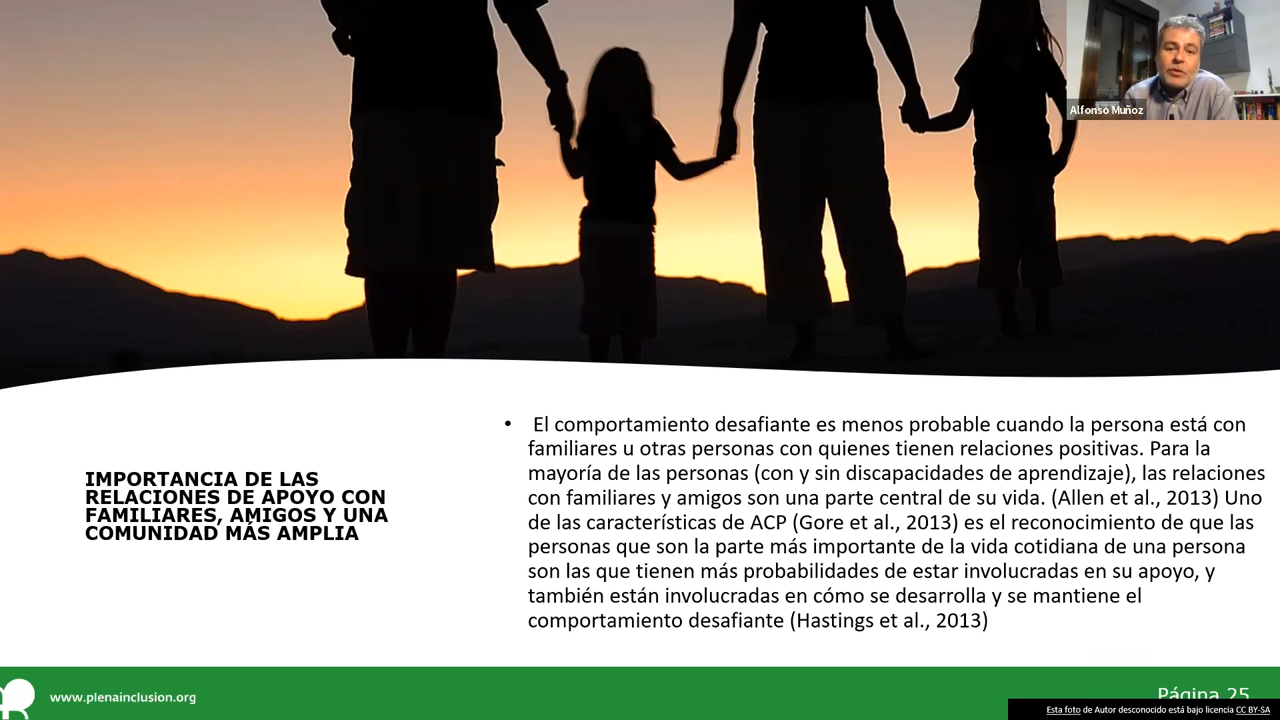 Alfonso Muñoz
IMPORTANCIA DE LAS
RELACIONES DE APOYO CON
FAMILIARES, AMIGOS Y UNA
COMUNIDAD MÁS AMPLIA
• El comportamiento desafiante es menos probable cuando la persona está con
familiares u otras personas con quienes tienen relaciones positivas. Para la
mayoría de las personas (con y sin discapacidades de aprendizaje), las relaciones
con familiares y amigos son una parte central de su vida. (Allen et al., 2013) Uno
de las características de ACP (Gore et al., 2013) es el reconocimiento de que las
personas que son la parte más importante de la vida cotidiana de una persona
son las que tienen más probabilidades de estar involucradas en su apoyo, y
también están involucradas en cómo se desarrolla y se mantiene el
comportamiento desafiante (Hastings et al., 2013)
www.plenainclusion.org
Página 25
Esta foto de Autor desconocido está bajo licencia CC BY-SA